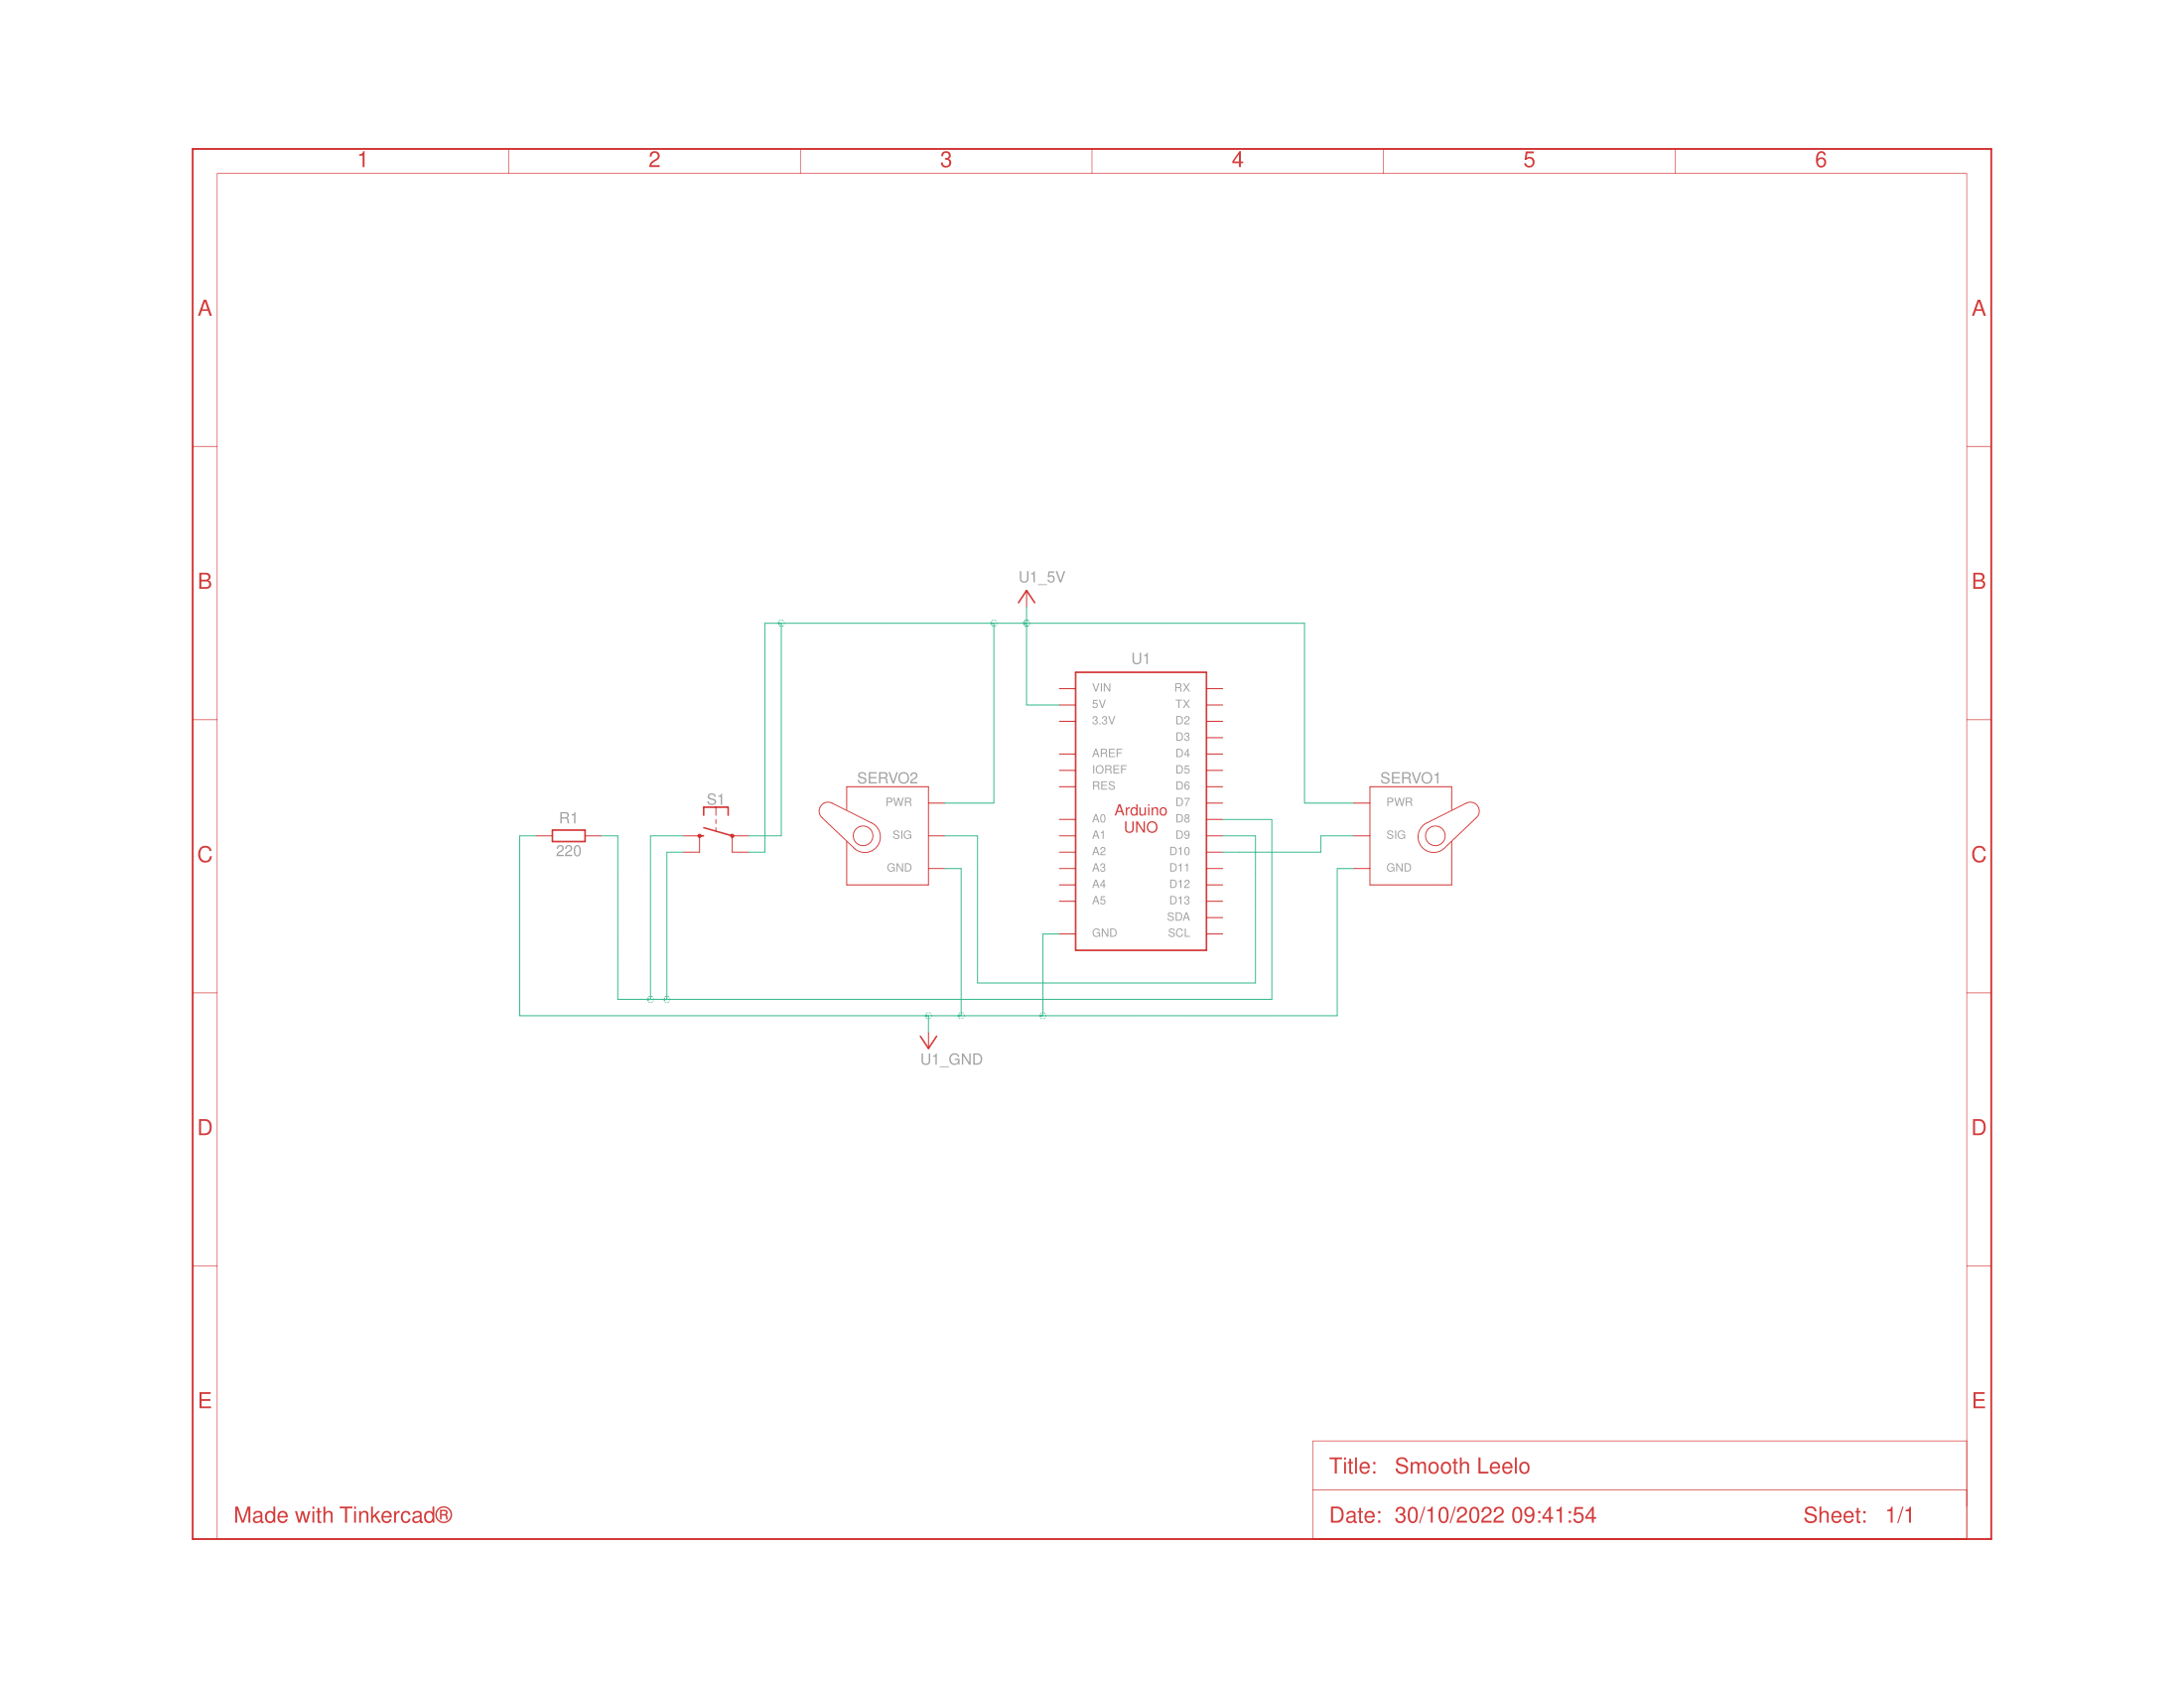 1 2 3 4 5 6
A A
B B
U1_5V
U1
VIN RX
5V TX
3.3V D2
D3
AREF D4
IOREF D5
RES D6
SERVO2 SERVO1
PWR D7 PWR
S1
R1
Arduino
UNO
A0 D8
SIG A1 D9 SIG
220
A2 D10
C C
GND A3 D11 GND
A4 D12
A5 D13
SDA
GND SCL
U1_GND
D D
E E
Title: Smooth Leelo
Made with Tinkercad®
Date: 30/10/2022 09:41:54 Sheet: 1/1